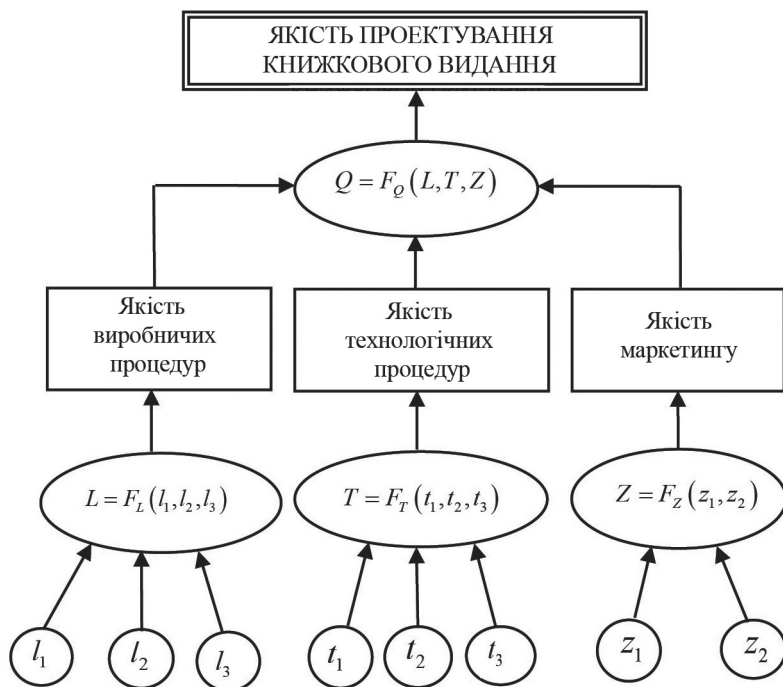 ЯКІСТЬ ПРОЕКТУВАННЯ
КНИЖКОВОГО ВИДАННЯ
Q = F_Q (L, T, Z)
Якість
виробничих
процедур
Якість
технологічних
процедур
Якість
маркетингу
L = F_L (l_1, l_2, l_3)
T = F_T (t_1, t_2, t_3)
Z = F_Z (z_1, z_2)
l_1
l_2
l_3
t_1
t_2
t_3
z_1
z_2